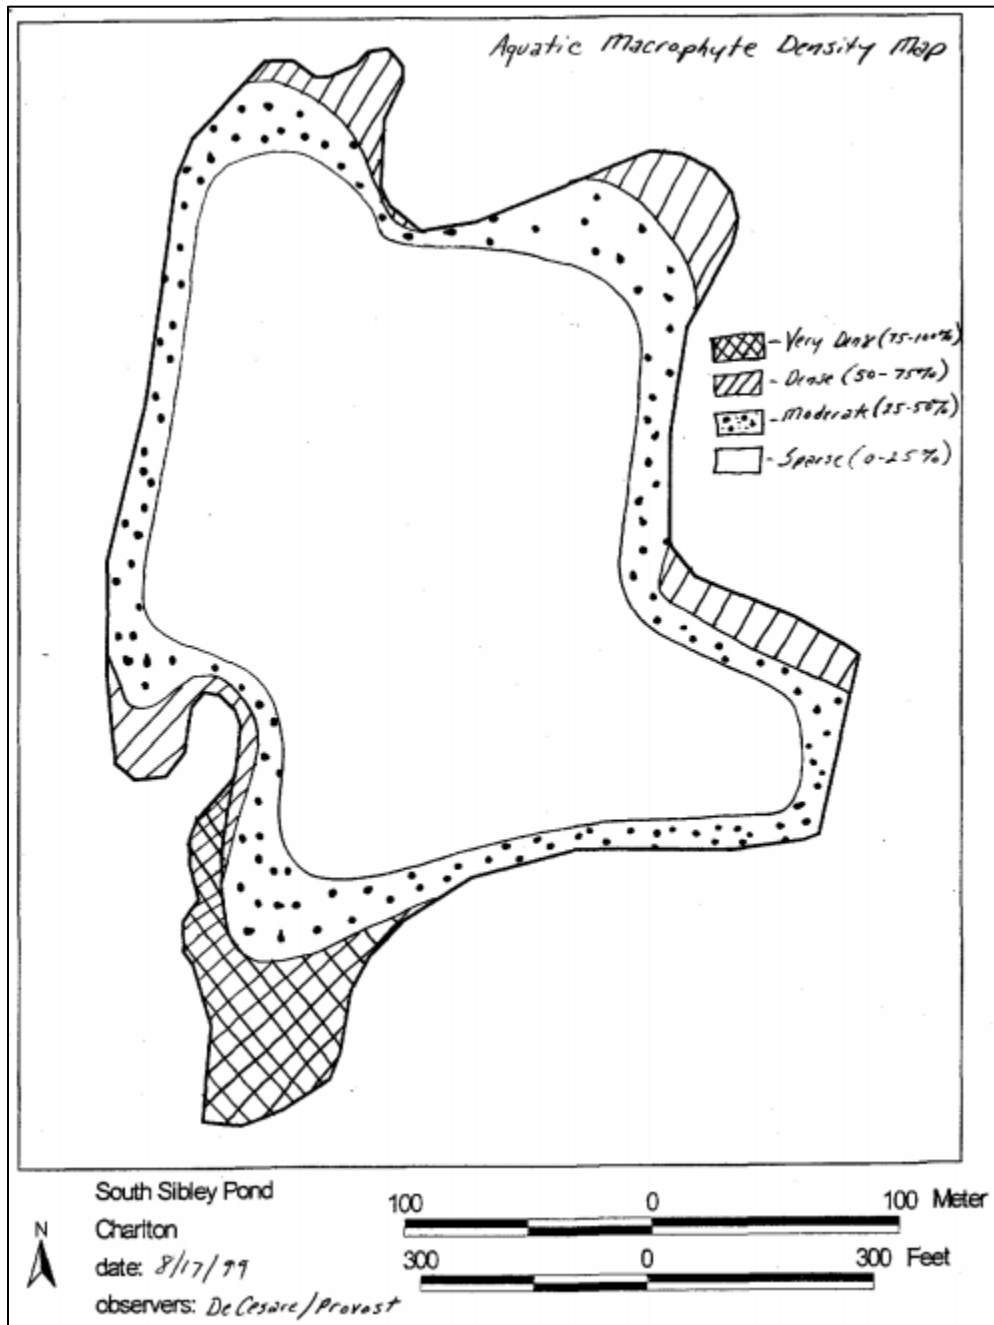 Aquatic Macrophyte Density Map
- Very Dense (75-100%)
- Dense (50-75%)
- Moderate (25-50%)
- Sparse (0-25%)
South Sibley Pond
Charlton
date: 8/17/99
observers: DeCesare/Provost
N
100 0 100 Meter
300 0 300 Feet